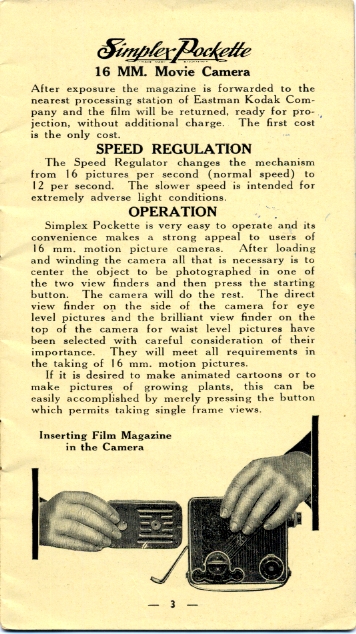 Simplex Pockette
16 MM. Movie Camera
After exposure the magazine is forwarded to the
nearest processing station of Eastman Kodak Com-
pany and the film will be returned, ready for pro-
jection, without additional charge. The first cost
is the only cost.
SPEED REGULATION
The Speed Regulator changes the mechanism
from 16 pictures per second (normal speed) to
12 per second. The slower speed is intended for
extremely adverse light conditions.
OPERATION
Simplex Pockette is very easy to operate and its
convenience makes a strong appeal to users of
16 mm. motion picture cameras. After loading
and winding the camera all that is necessary is to
center the object to be photographed in one of
the two view finders and then press the starting
button. The camera will do the rest. The direct
view finder on the side of the camera for eye
level pictures and the brilliant view finder on the
top of the camera for waist level pictures have
been selected with careful consideration of their
importance. They will meet all requirements in
the taking of 16 mm. motion pictures.
If it is desired to make animated cartoons or to
make pictures of growing plants, this can be
easily accomplished by merely pressing the button
which permits taking single frame views.
Inserting Film Magazine
in the Camera
— 3 —